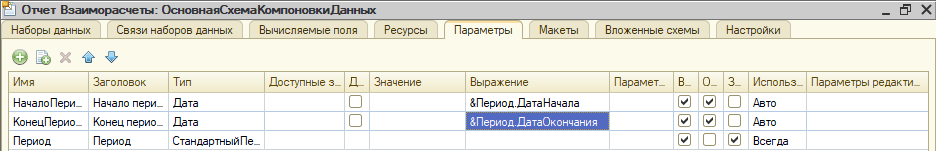 Отчет Взаиморасчеты: ОсновнаяСхемаКомпоновкиДанных
Наборы данных Связи наборов данных Вычисляемые поля Ресурсы Параметры Макеты Вложенные схемы Настройки
Имя Заголовок Тип Доступные з... Д... Значение Выражение Парамет... В... О... З... Использ... Параметры редакти...
НачалоПери... Начало пери... Дата &Период.ДатаНачала Авто
КонецПерио... Конец перио... Дата &Период.ДатаОкончания Авто
Период Период СтандартныйПе... Всегда